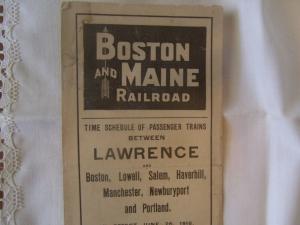 BOSTON
AND MAINE
RAILROAD
TIME SCHEDULE OF PASSENGER TRAINS
BETWEEN
LAWRENCE
AND
Boston, Lowell, Salem, Haverhill,
Manchester, Newburyport
and Portland.
JUNE